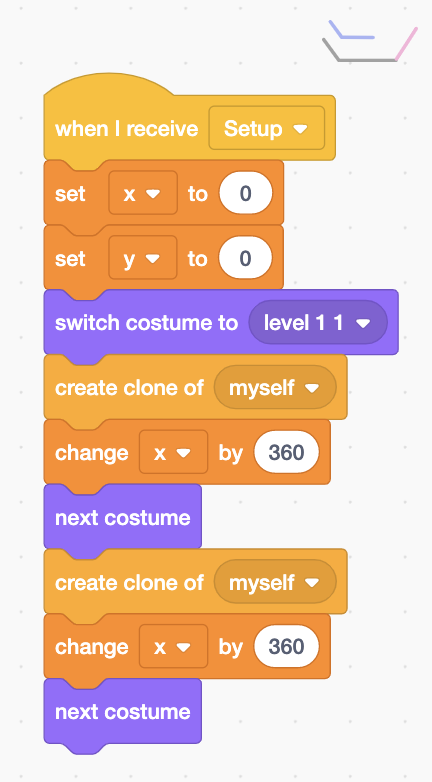 when I receive Setup
set x to 0
set y to 0
switch costume to level 1 1
create clone of myself
change x by 360
next costume
create clone of myself
change x by 360
next costume